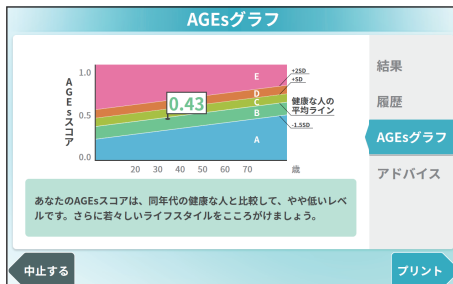 AGEsグラフ
1.0
0.5
0.0
AGEsスコア
0.43
E
D
C
B
A
+2SD
+SD
健康な人の
平均ライン
-1.5SD
20 30 40 50 60 70 歳
あなたのAGEsスコアは、同年代の健康な人と比較して、やや低いレベ
ルです。さらに若々しいライフスタイルをこころがけましょう。
結果
履歴
AGEsグラフ
アドバイス
中止する
プリント